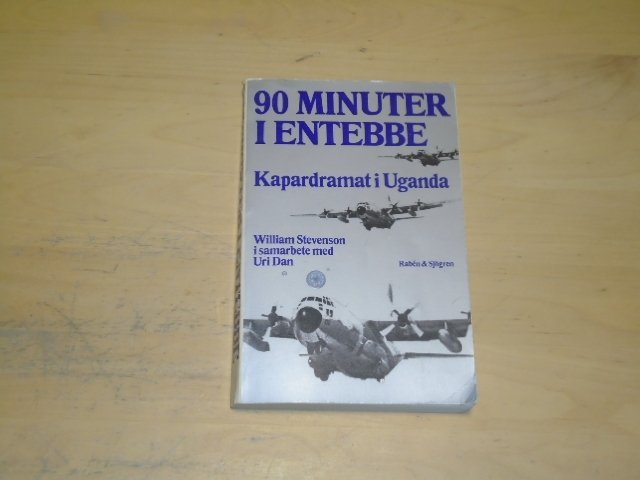 90 MINUTER
I ENTEBBE
Kapardramat i Uganda
William Stevenson
i samarbete med
Uri Dan
Rabén & Sjögren